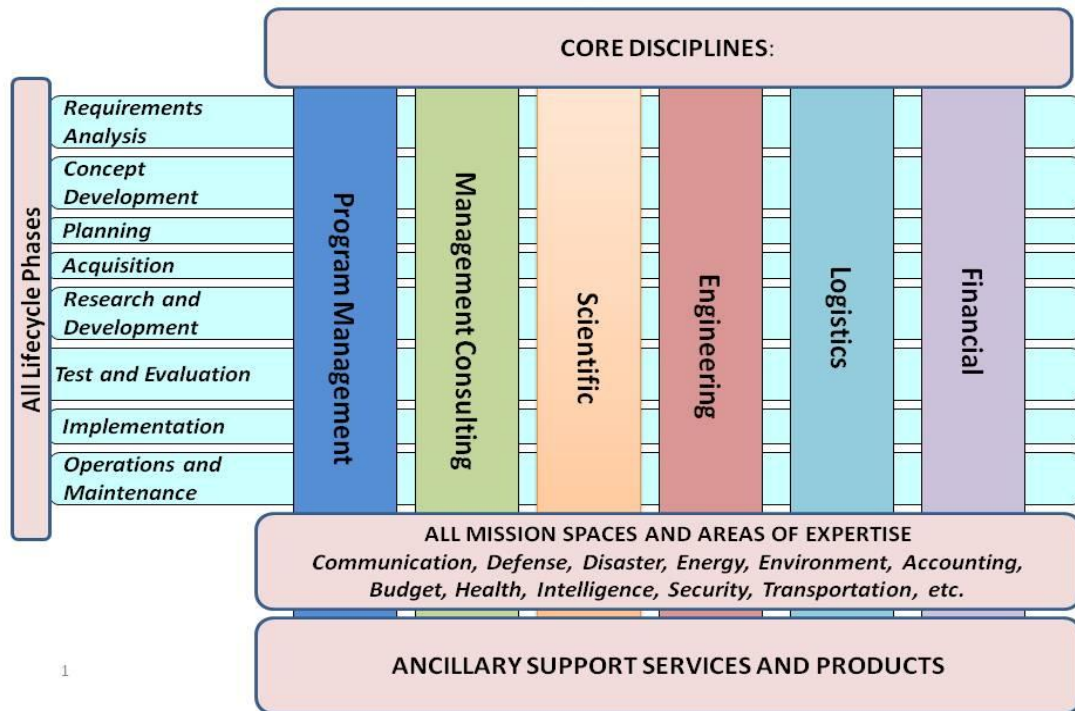 CORE DISCIPLINES:
All Lifecycle Phases
Requirements
Analysis
Concept
Development
Planning
Acquisition
Research and
Development
Test and Evaluation
Implementation
Operations and
Maintenance
Program Management
Management Consulting
Scientific
Engineering
Logistics
Financial
ALL MISSION SPACES AND AREAS OF EXPERTISE
Communication, Defense, Disaster, Energy, Environment, Accounting,
Budget, Health, Intelligence, Security, Transportation, etc.
ANCILLARY SUPPORT SERVICES AND PRODUCTS
1